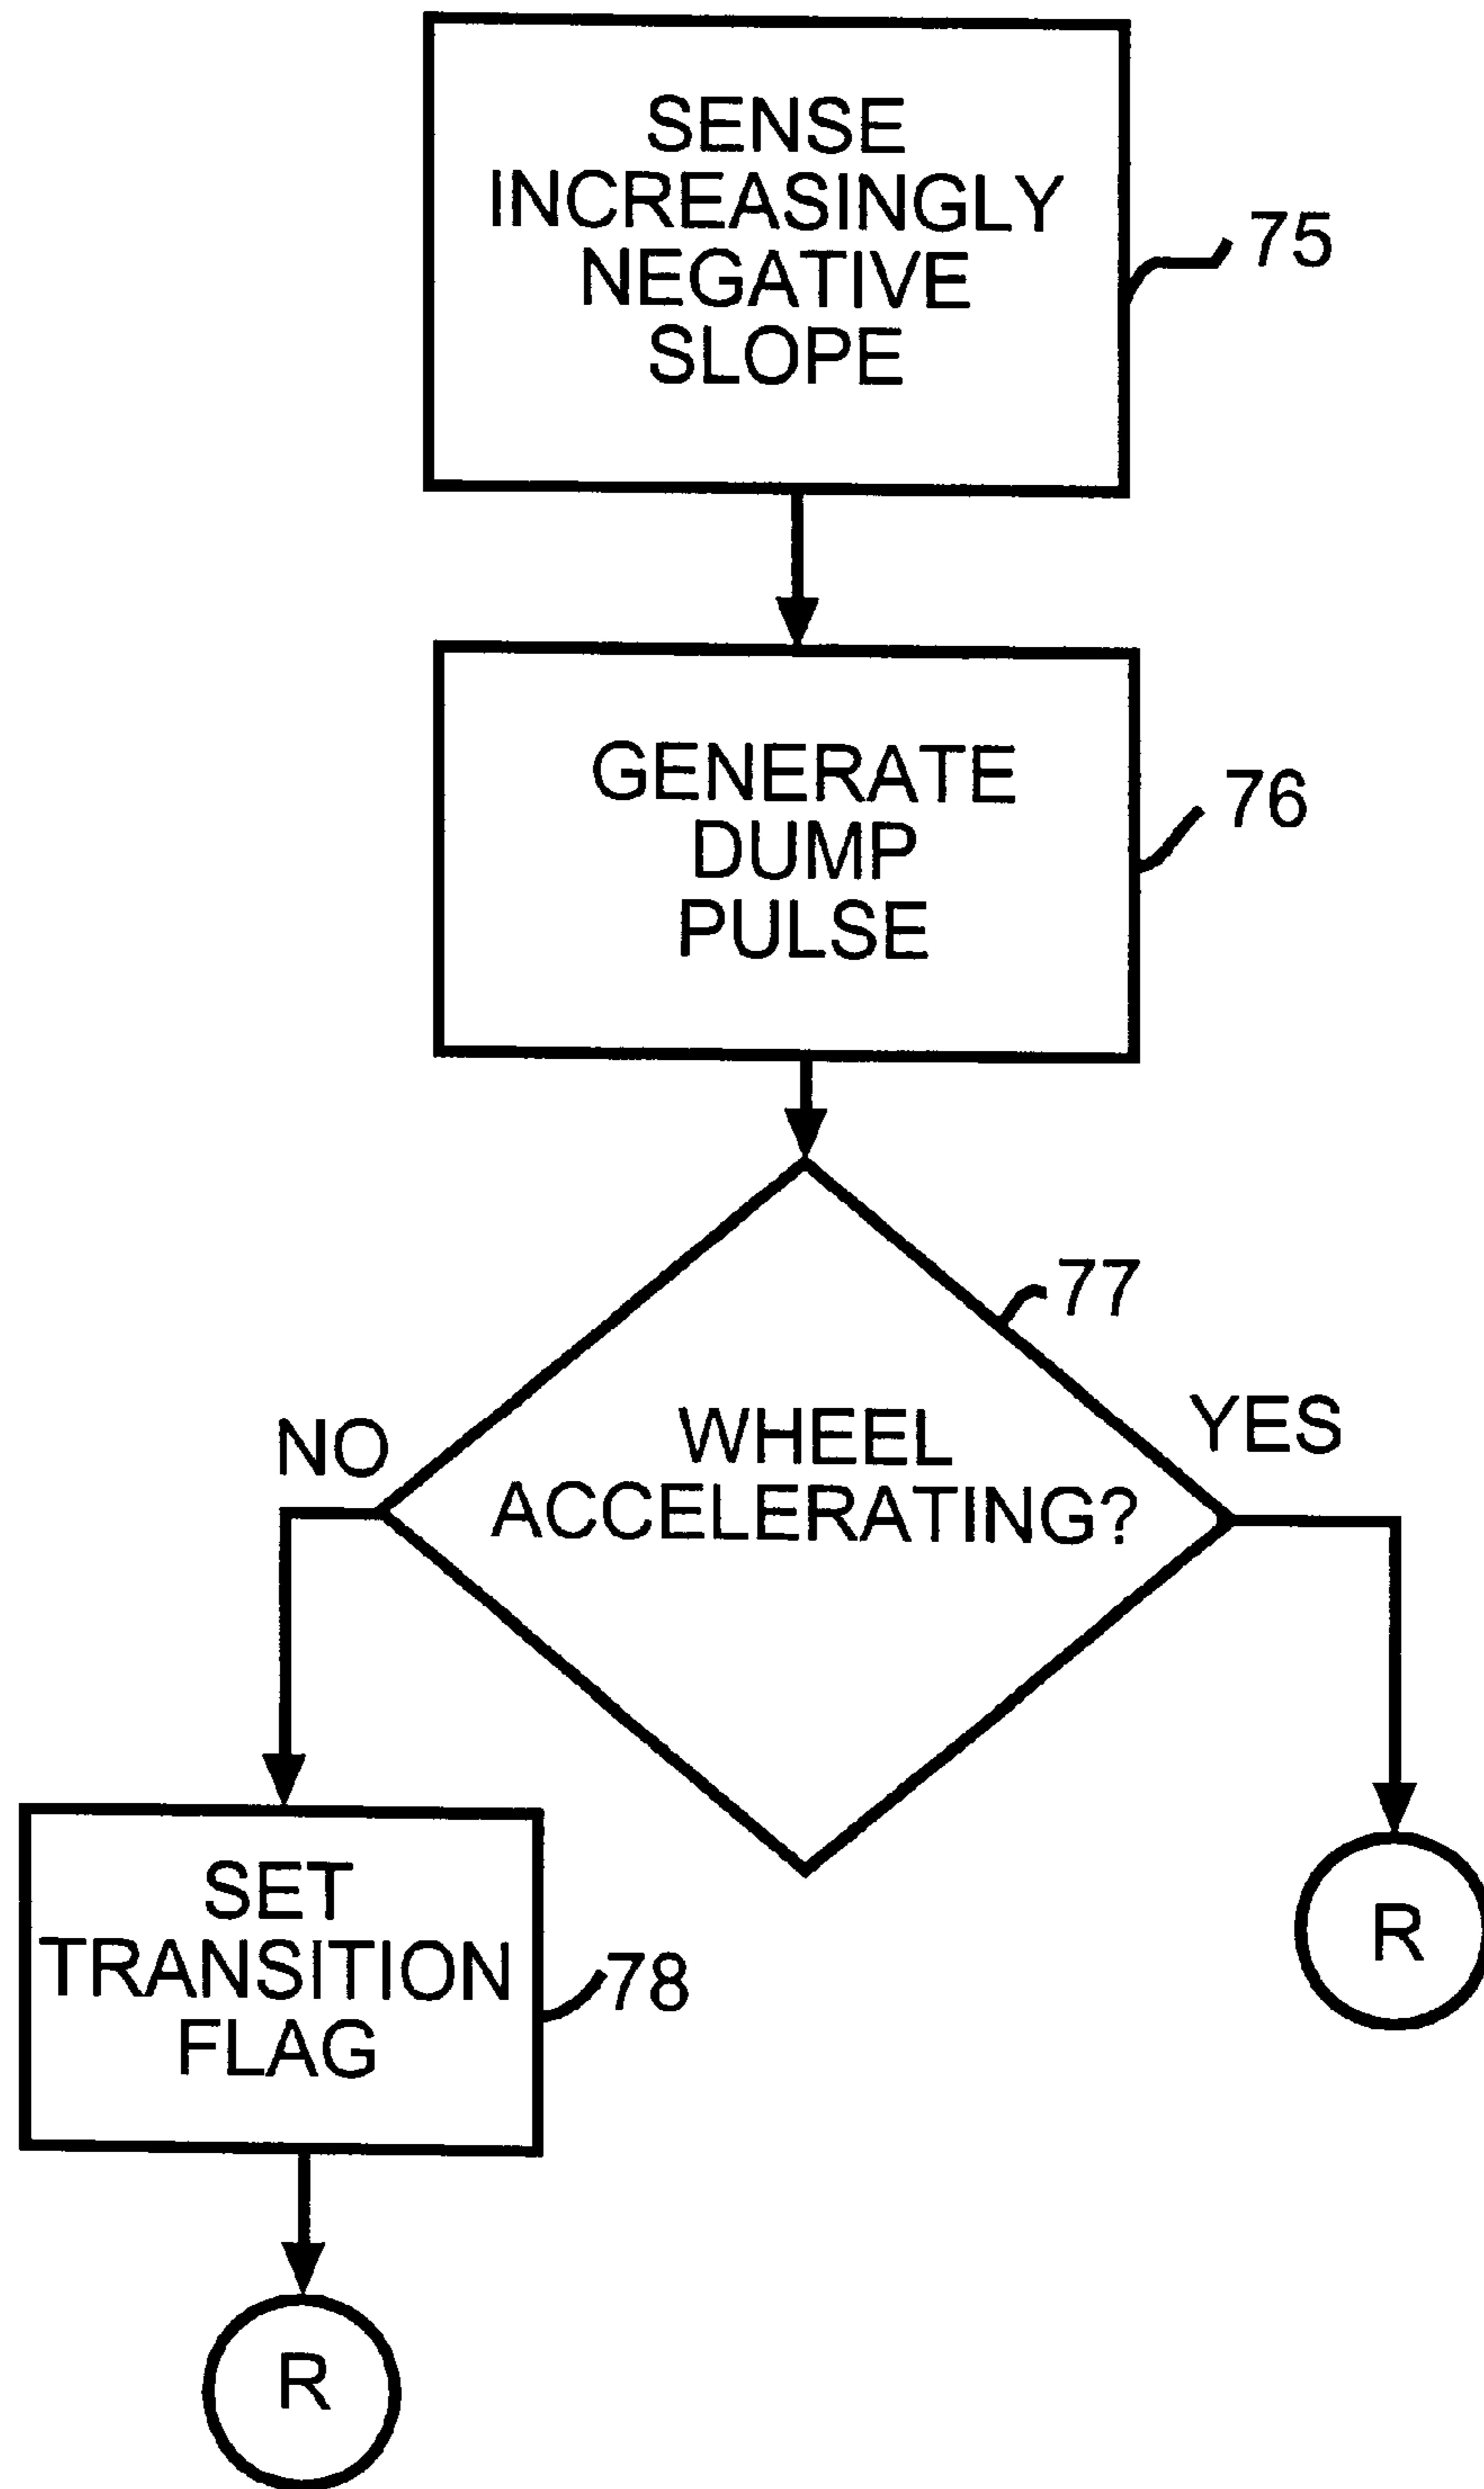 SENSE
INCREASINGLY
NEGATIVE
SLOPE
75
GENERATE
DUMP
PULSE
76
77
NO
WHEEL
ACCELERATING?
YES
SET
TRANSITION
FLAG
78
R
R